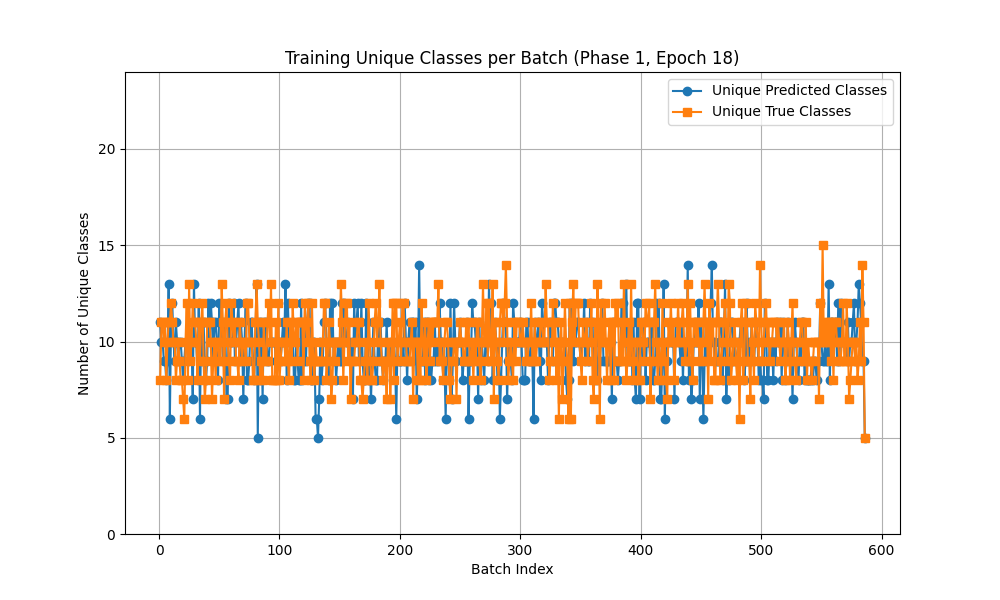 Training Unique Classes per Batch (Phase 1, Epoch 18)
Unique Predicted Classes
Unique True Classes
Number of Unique Classes
20
15
10
5
0
0 100 200 300 400 500 600
Batch Index